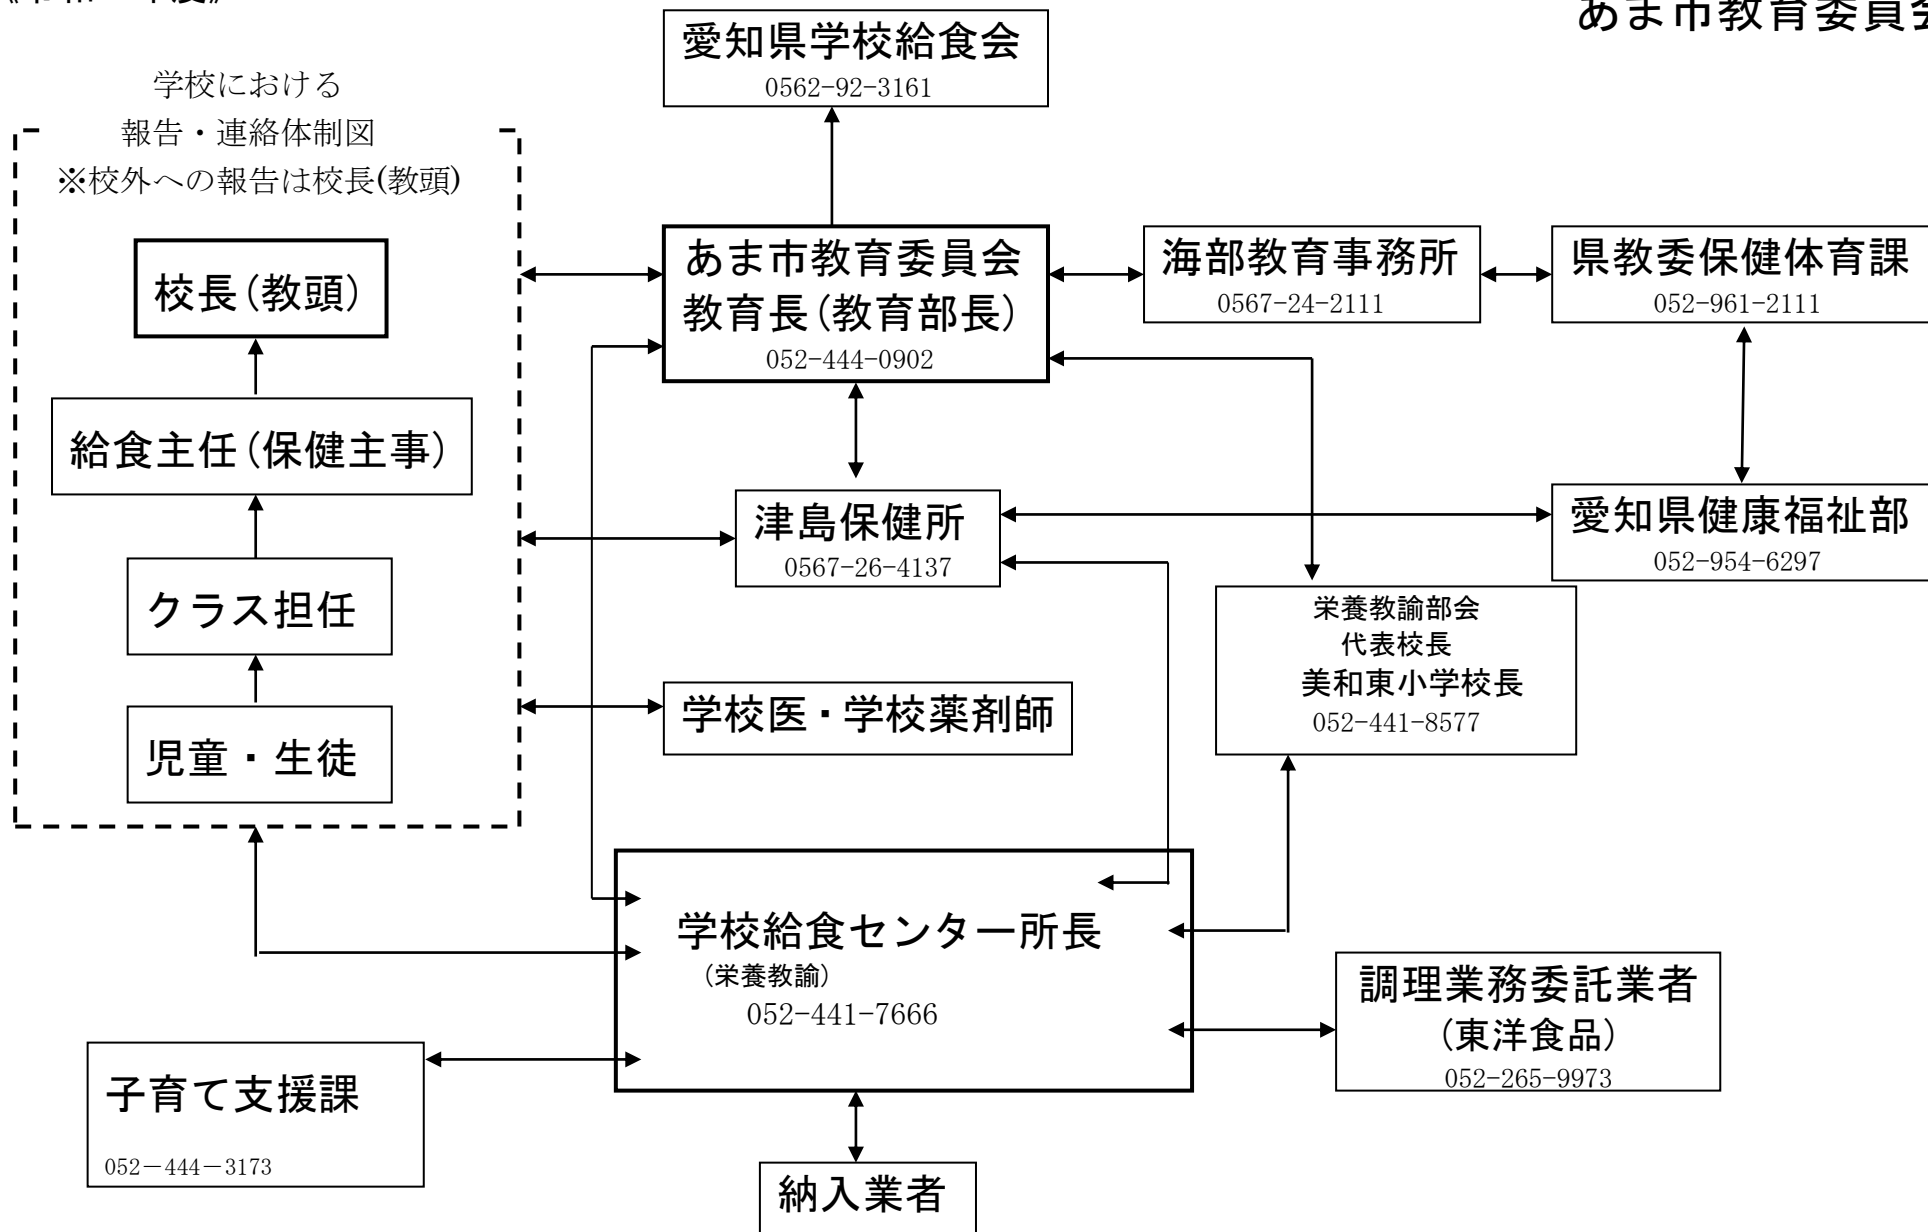 あま市教育委員会
愛知県学校給食会
0562-92-3161
学校における
報告・連絡体制図
※校外への報告は校長(教頭)
校長(教頭)
給食主任(保健主事)
クラス担任
児童・生徒
あま市教育委員会
教育長(教育部長)
052-444-0902
海部教育事務所
0567-24-2111
県教委保健体育課
052-961-2111
津島保健所
0567-26-4137
愛知県健康福祉部
052-954-6297
栄養教諭部会
代表校長
美和東小学校長
052-441-8577
学校医・学校薬剤師
学校給食センター所長
(栄養教諭)
052-441-7666
調理業務委託業者
(東洋食品)
052-265-9973
子育て支援課
052-444-3173
納入業者